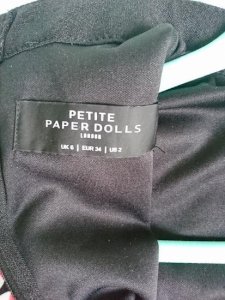 PETITE
PAPER DOLLS
LONDON
UK 6 | EUR 34 | US 2